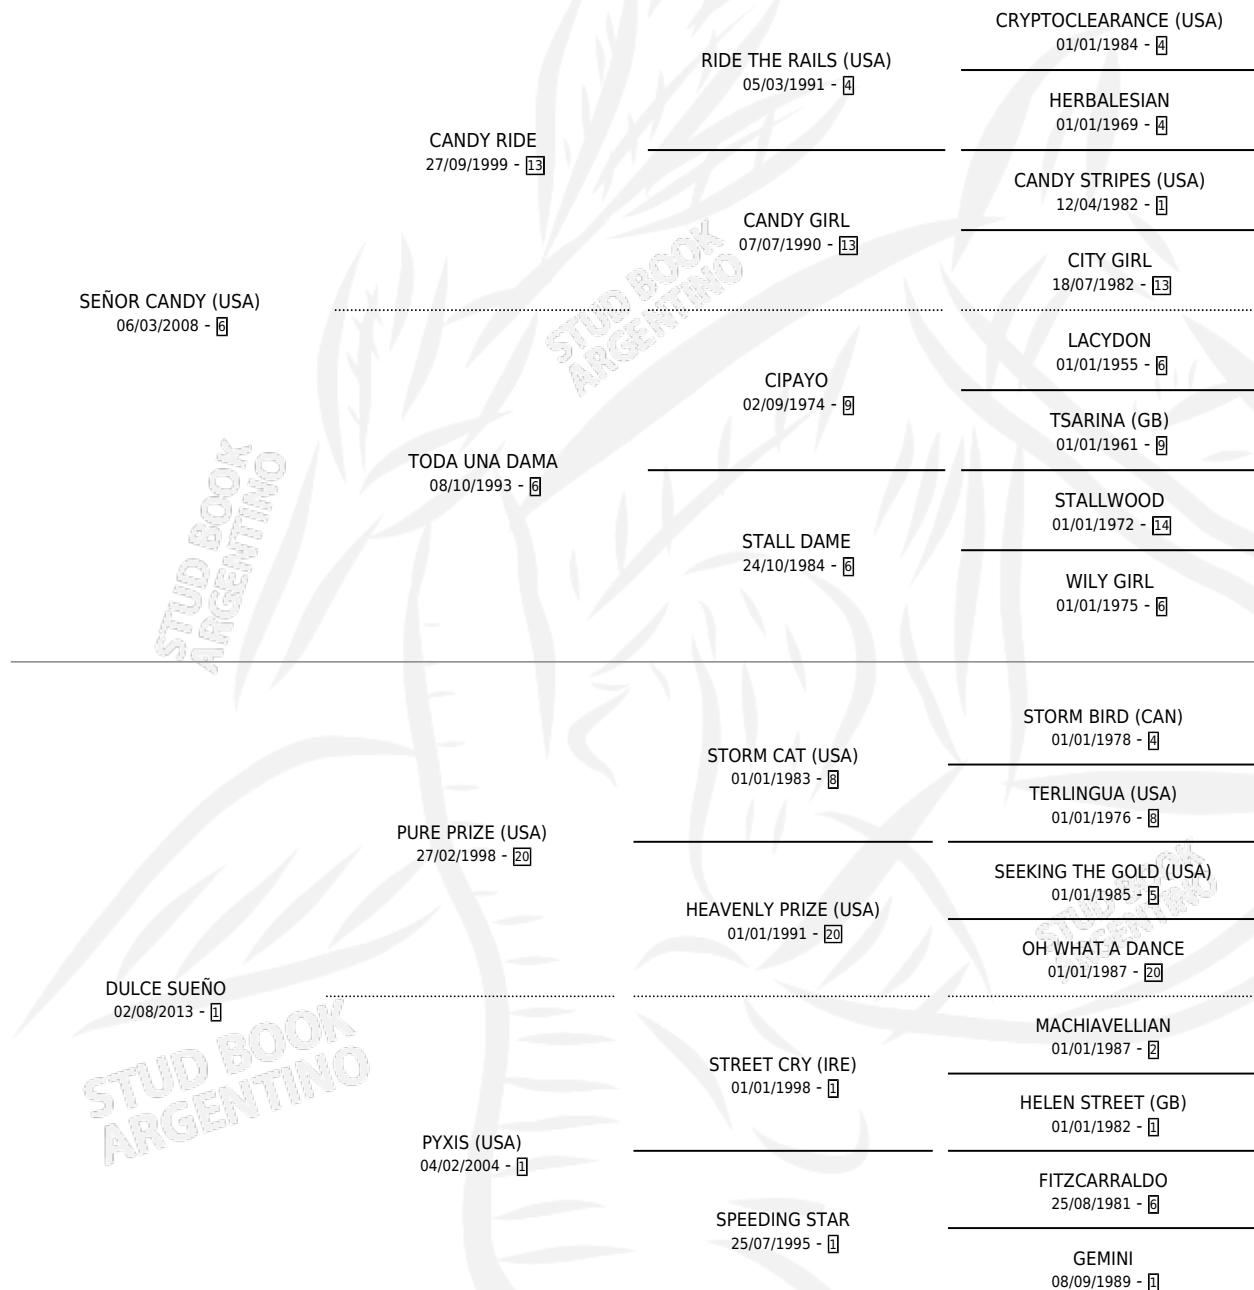 CRYPTOCLEARANCE (USA)
01/01/1984 - 4
RIDE THE RAILS (USA)
05/03/1991 - 4
HERBALESIAN
01/01/1969 - 4
CANDY RIDE
27/09/1999 - 13
CANDY STRIPES (USA)
12/04/1982 - 1
CANDY GIRL
07/07/1990 - 13
CITY GIRL
18/07/1982 - 13
SEÑOR CANDY (USA)
06/03/2008 - 6
LACYDON
01/01/1955 - 6
CIPAYO
02/09/1974 - 9
TSARINA (GB)
01/01/1961 - 9
TODA UNA DAMA
08/10/1993 - 6
STALLWOOD
01/01/1972 - 14
STALL DAME
24/10/1984 - 6
WILY GIRL
01/01/1975 - 6
STORM BIRD (CAN)
01/01/1978 - 4
STORM CAT (USA)
01/01/1983 - 8
TERLINGUA (USA)
01/01/1976 - 8
PURE PRIZE (USA)
27/02/1998 - 20
SEEKING THE GOLD (USA)
01/01/1985 - 5
HEAVENLY PRIZE (USA)
01/01/1991 - 20
OH WHAT A DANCE
01/01/1987 - 20
DULCE SUEÑO
02/08/2013 - 1
MACHIAVELLIAN
01/01/1987 - 2
STREET CRY (IRE)
01/01/1998 - 1
HELEN STREET (GB)
01/01/1982 - 1
PYXIS (USA)
04/02/2004 - 1
FITZCARRALDO
25/08/1981 - 6
SPEEDING STAR
25/07/1995 - 1
GEMINI
08/09/1989 - 1
STUD BOOK
ARGENTINO
STUD BOOK
ARGENTINO
STUD BOOK
ARGENTINO
STUD BOOK
ARGENTINO